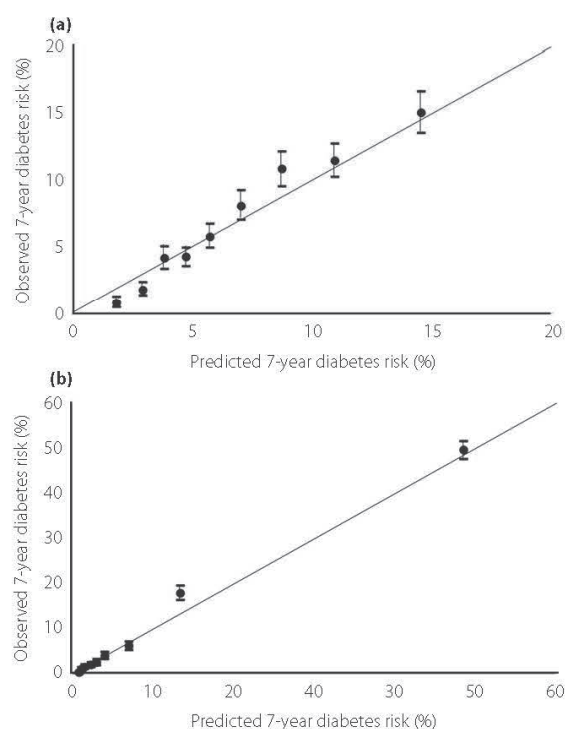 (a)
20
15
10
5
0
Observed 7-year diabetes risk (%)
0 5 10 15 20
Predicted 7-year diabetes risk (%)
(b)
60
50
40
30
20
10
0
Observed 7-year diabetes risk (%)
0 10 20 40 30 50 60
Predicted 7-year diabetes risk (%)